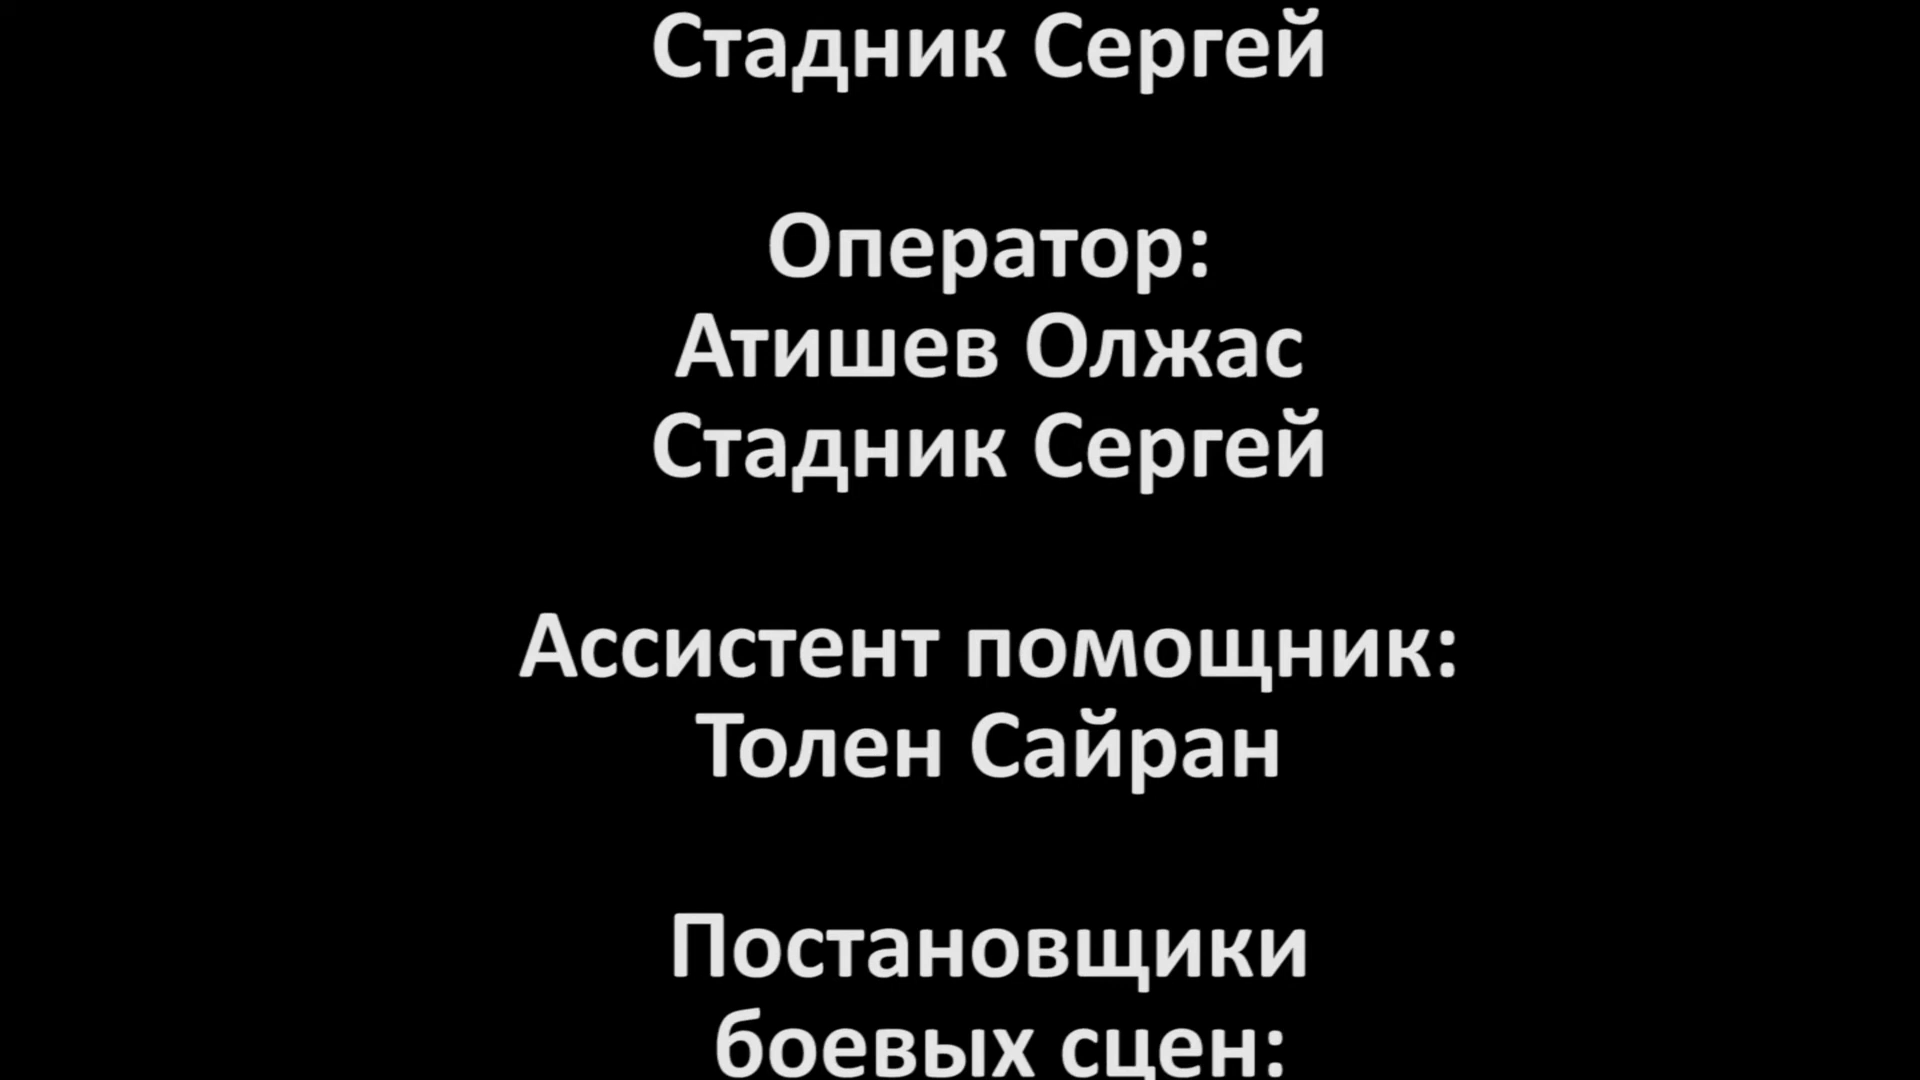 Стадник Сергей
Оператор:
Атишев Олжас
Стадник Сергей
Ассистент помощник:
Толен Сайран
Постановщики
боевых сцен: